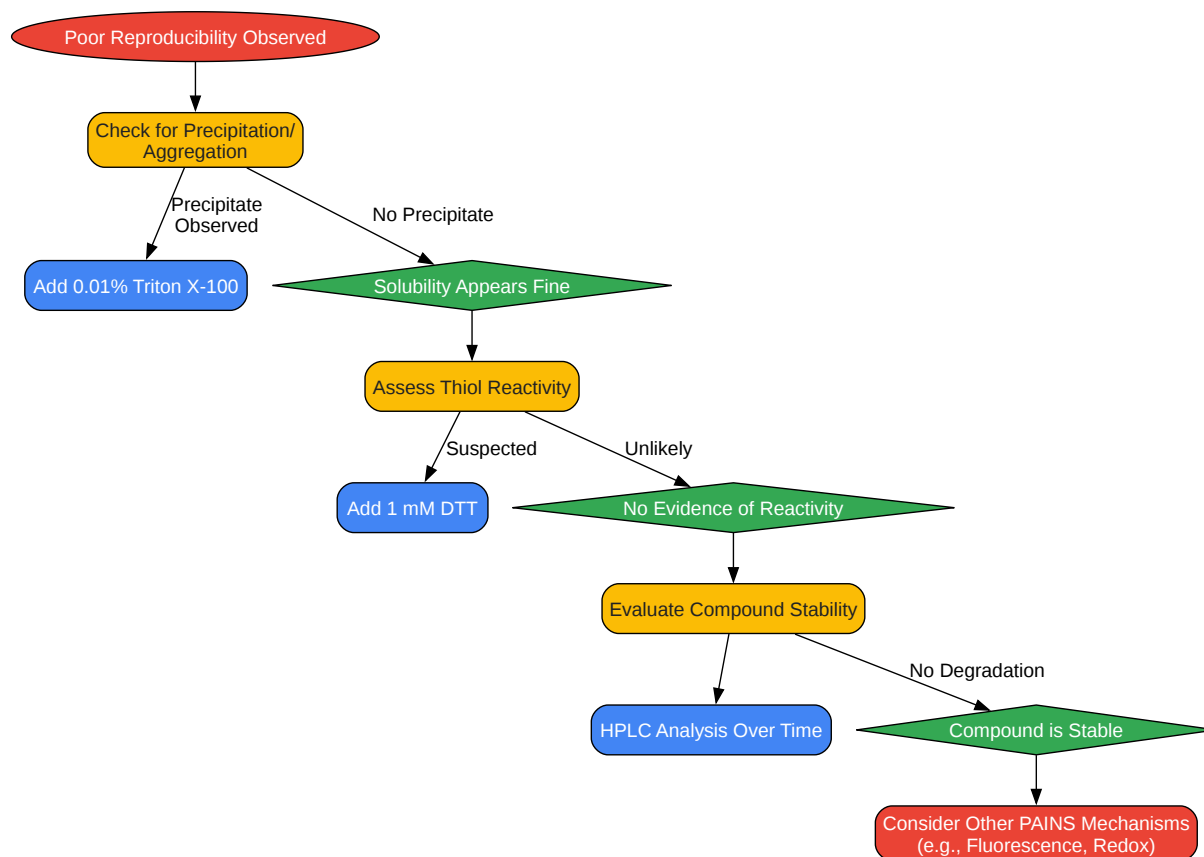 Poor Reproducibility Observed
Check for Precipitation/
Aggregation
Precipitate
Observed
No Precipitate
Add 0.01% Triton X-100
Solubility Appears Fine
Assess Thiol Reactivity
Suspected
Unlikely
Add 1 mM DTT
No Evidence of Reactivity
Evaluate Compound Stability
No Degradation
HPLC Analysis Over Time
Compound is Stable
Consider Other PAINS Mechanisms
(e.g., Fluorescence, Redox)